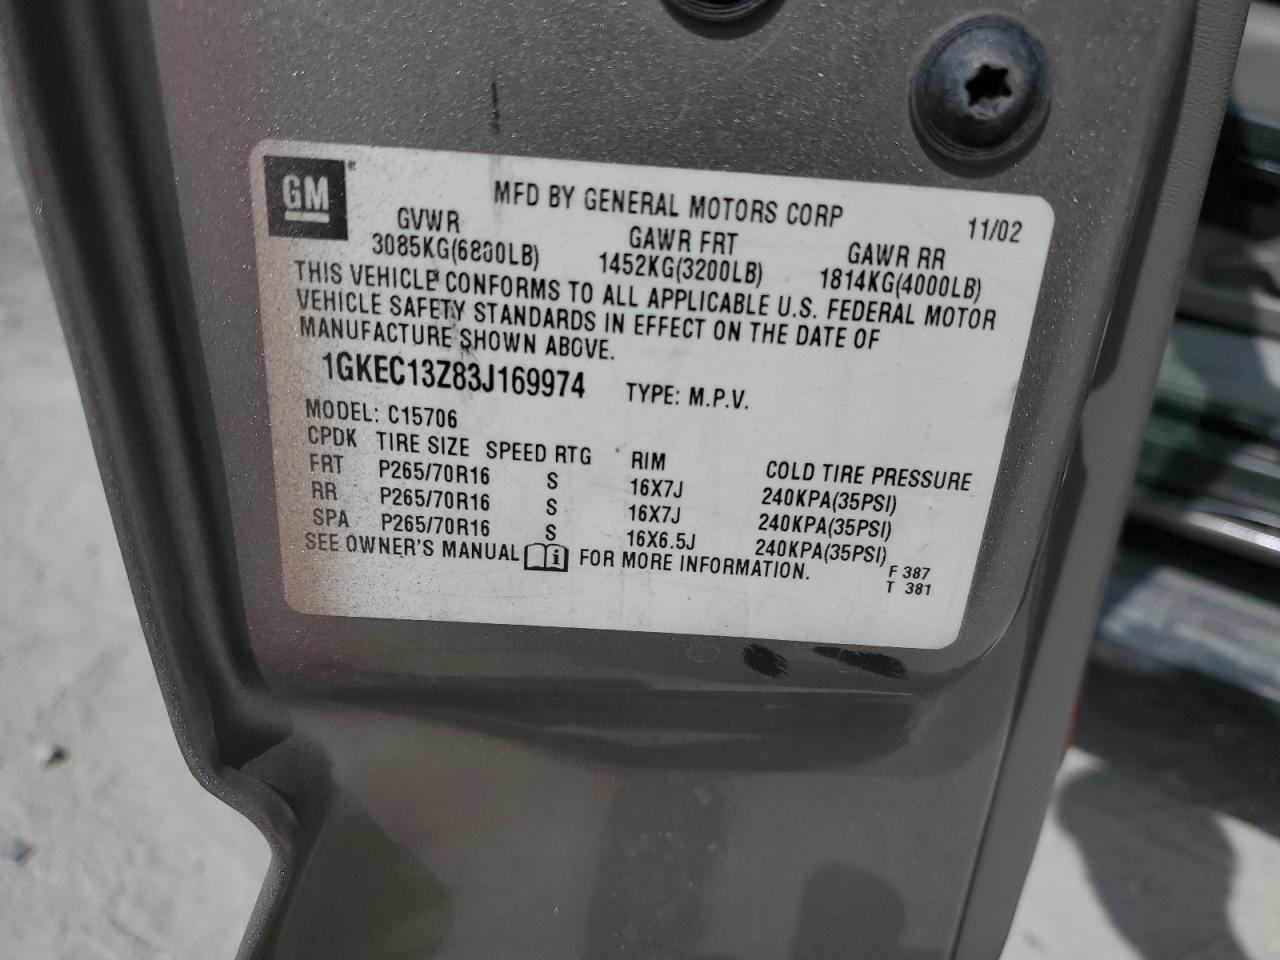 GM®
MFD BY GENERAL MOTORS CORP 11/02
GVWR GAWR FRT GAWR RR
3085KG(6800LB) 1452KG(3200LB) 1814KG(4000LB)
THIS VEHICLE CONFORMS TO ALL APPLICABLE U.S. FEDERAL MOTOR
VEHICLE SAFETY STANDARDS IN EFFECT ON THE DATE OF
MANUFACTURE SHOWN ABOVE.
1GKEC13Z83J169974 TYPE: M.P.V.
MODEL: C15706
CPDK TIRE SIZE SPEED RTG RIM COLD TIRE PRESSURE
FRT P265/70R16 S 16X7J 240KPA(35PSI)
RR P265/70R16 S 16X7J 240KPA(35PSI)
SPA P265/70R16 S 16X6.5J 240KPA(35PSI)
SEE OWNER'S MANUAL i FOR MORE INFORMATION. F 387
T 381